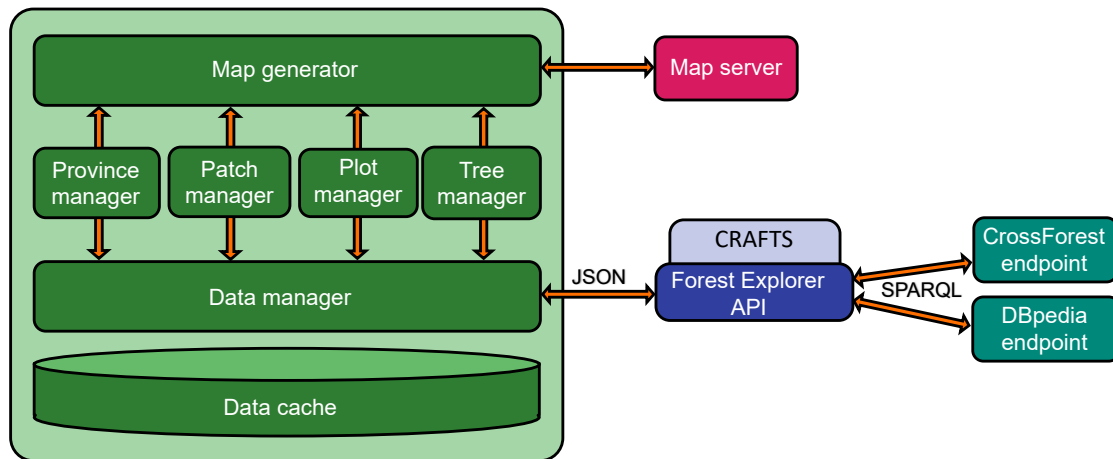 Map generator
Map server
Province
manager
Patch
manager
Plot
manager
Tree
manager
CRAFTS
CrossForest
endpoint
Data manager
JSON
Forest Explorer
API
SPARQL
DBpedia
endpoint
Data cache